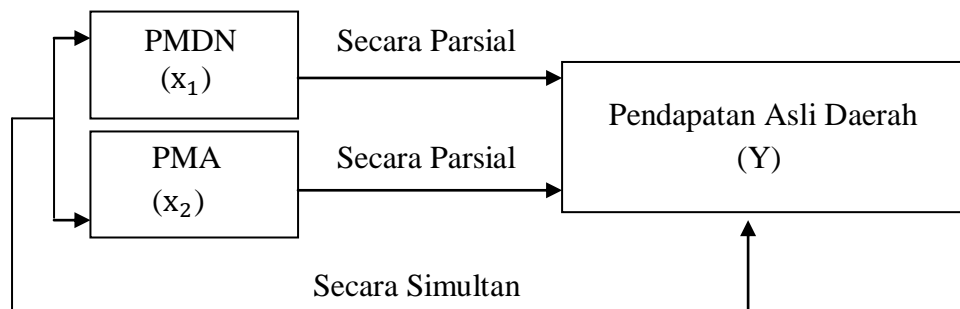 PMDN
(x₁)
Secara Parsial
PMA
(x₂)
Secara Parsial
Pendapatan Asli Daerah
(Y)
Secara Simultan